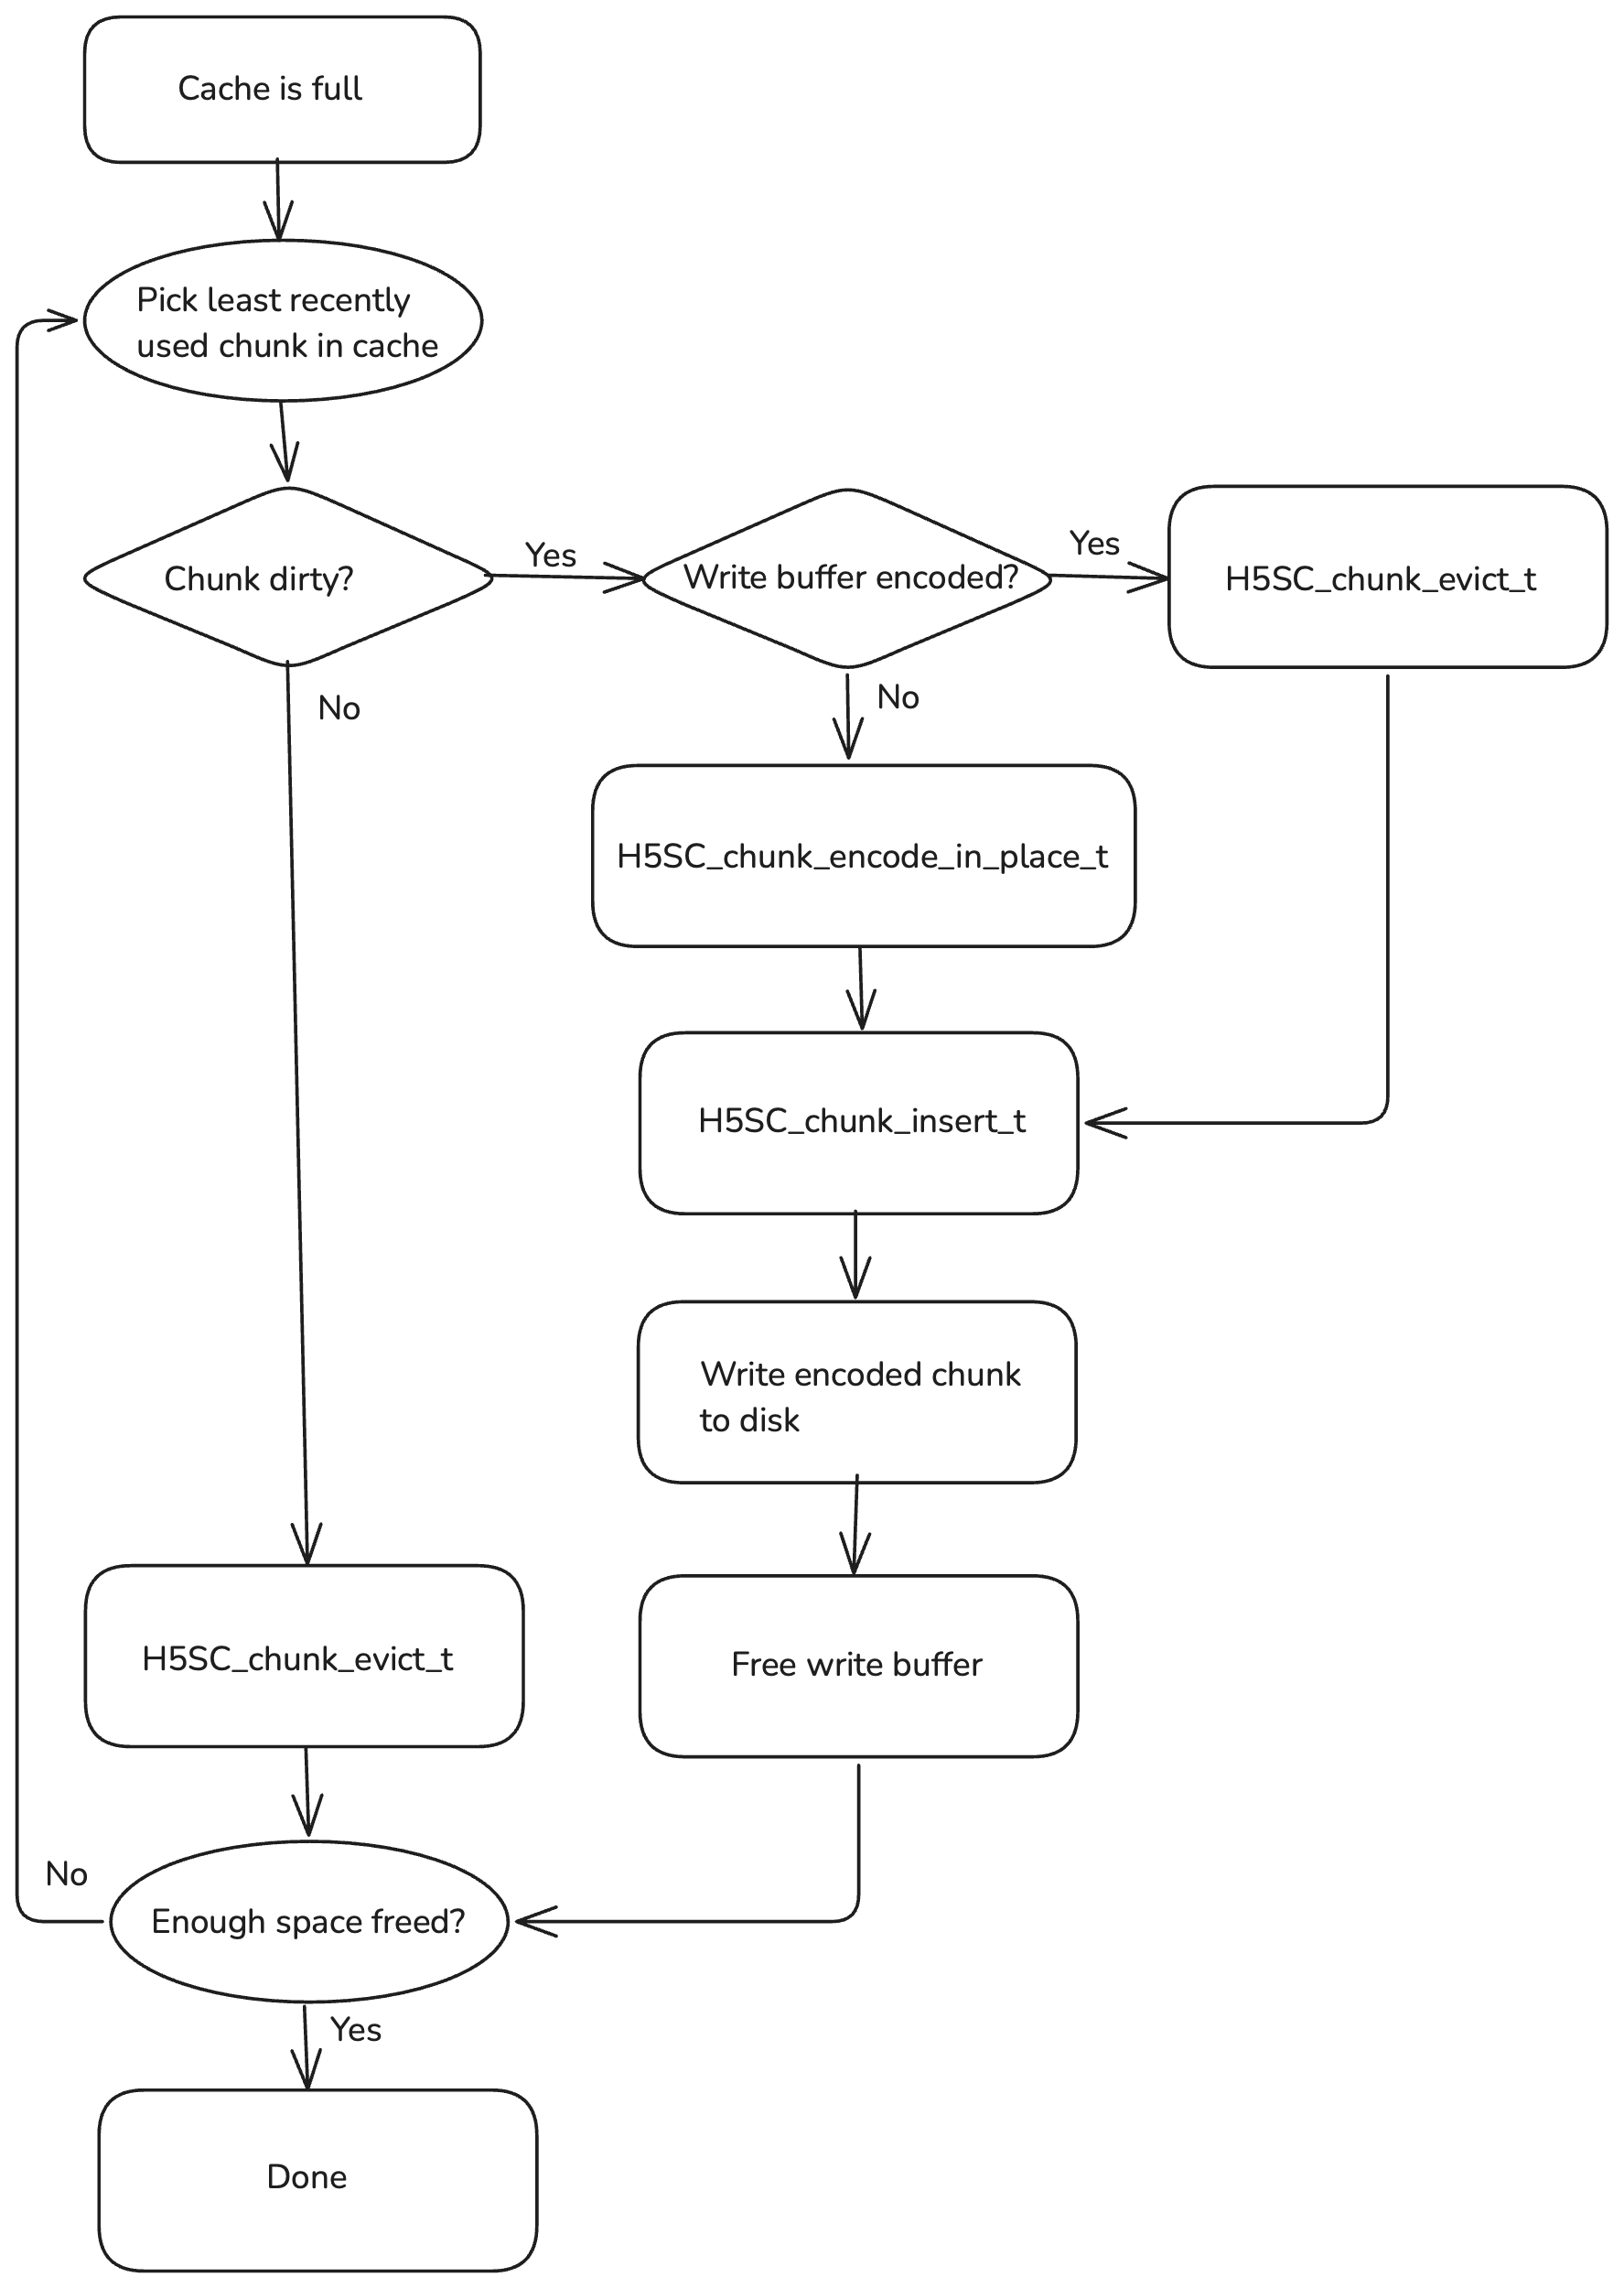 Cache is full
Pick least recently
used chunk in cache
Chunk dirty?
Yes
Write buffer encoded?
Yes
H5SC_chunk_evict_t
No
No
H5SC_chunk_encode_in_place_t
H5SC_chunk_insert_t
Write encoded chunk
to disk
H5SC_chunk_evict_t
Free write buffer
No
Enough space freed?
Yes
Done